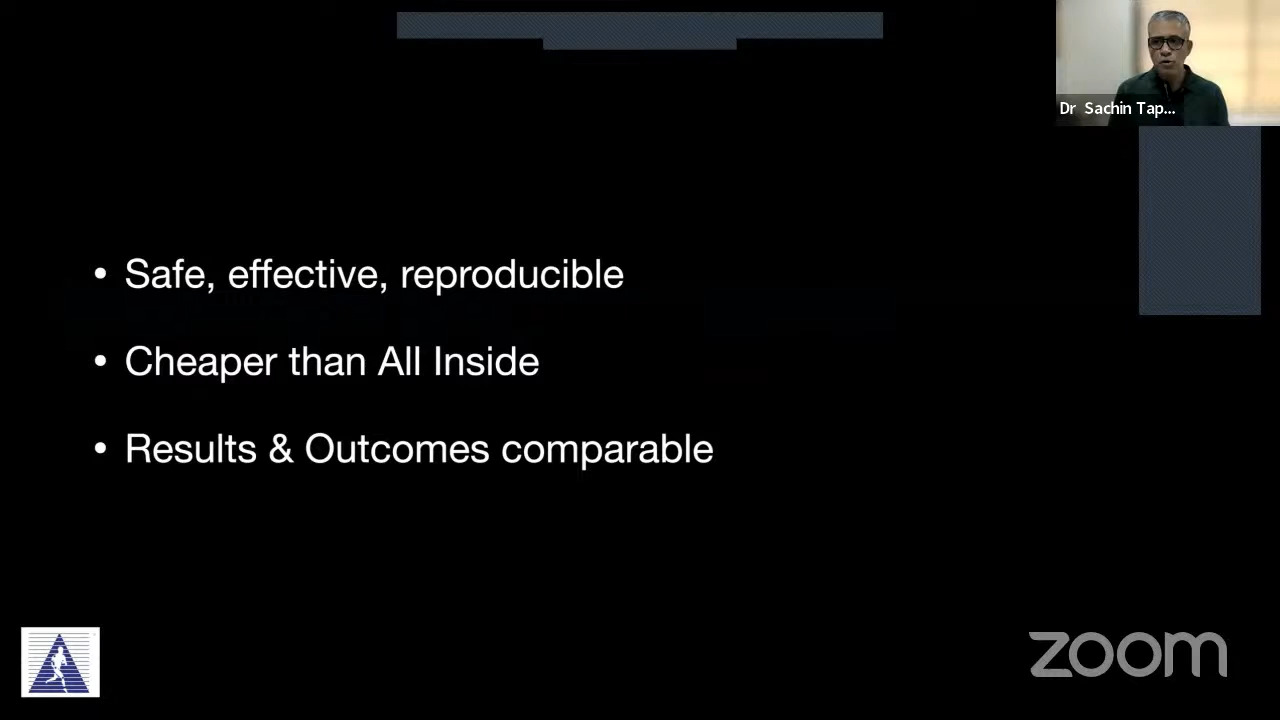 Dr Sachin Tap...
• Safe, effective, reproducible
• Cheaper than All Inside
• Results & Outcomes comparable
zoom